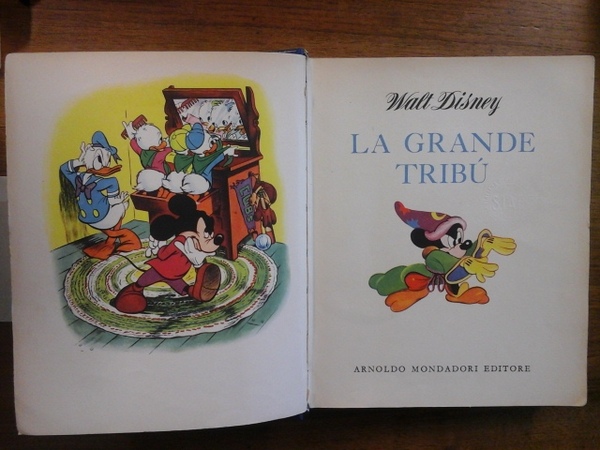 Walt Disney
LA GRANDE
TRIBÚ
ARNOLDO MONDADORI EDITORE